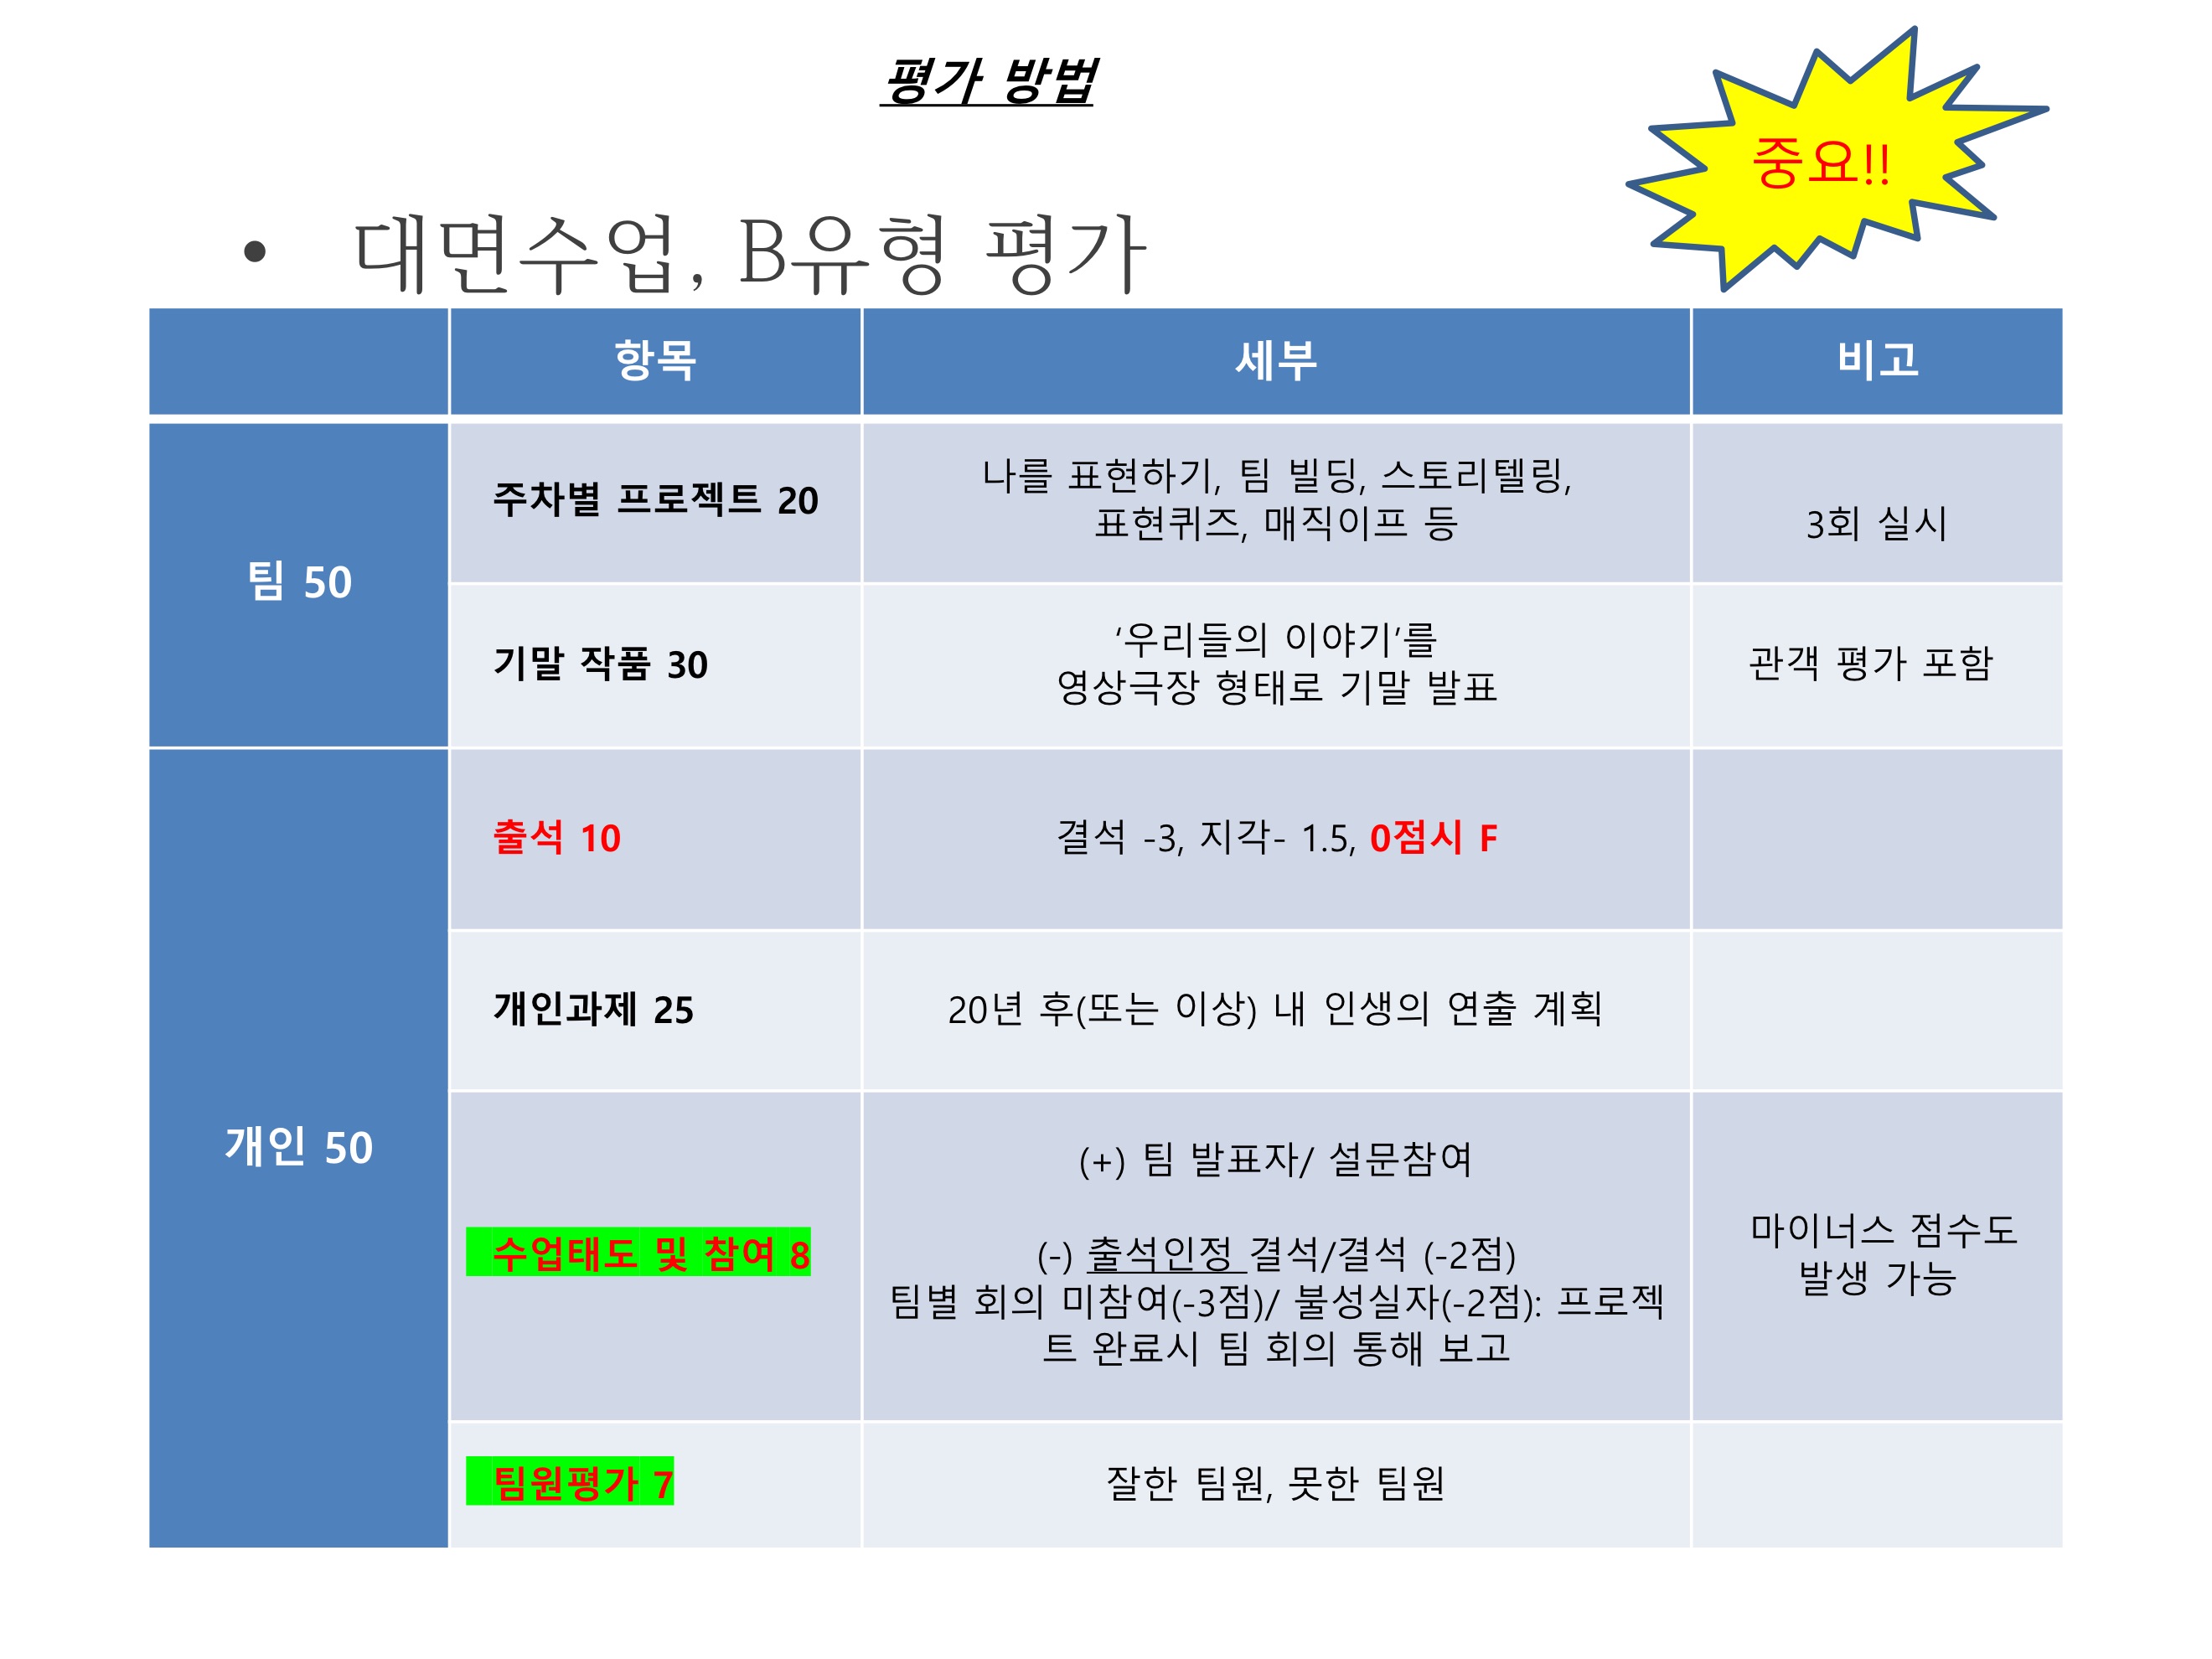 평가 방법
중요!!
• 대면수업, B유형 평가
항목
세부
비고
팀 50
주차별 프로젝트 20
나를 표현하기, 팀 빌딩, 스토리텔링,
표현퀴즈, 매직이프 등
3회 실시
기말 작품 30
‘우리들의 이야기’를
영상극장 형태로 기말 발표
관객 평가 포함
개인 50
출석 10
결석 -3, 지각- 1.5, 0점시 F
개인과제 25
20년 후(또는 이상) 내 인생의 연출 계획
수업태도 및 참여 8
(+) 팀 발표자/ 설문참여
(-) 출석인정 결석/결석 (-2점)
팀별 회의 미참여(-3점)/ 불성실자(-2점): 프로젝
트 완료시 팀 회의 통해 보고
마이너스 점수도
발생 가능
팀원평가 7
잘한 팀원, 못한 팀원